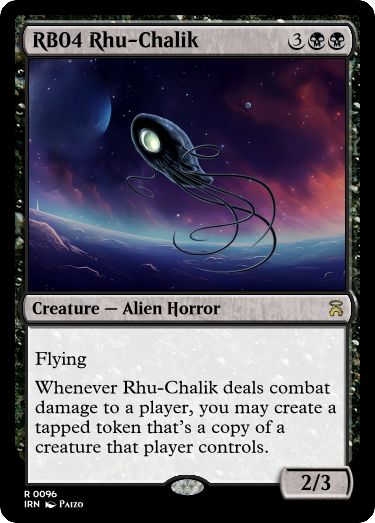 RB04 Rhu-Chalik 3
Creature — Alien Horror
Flying
Whenever Rhu-Chalik deals combat
damage to a player, you may create a
tapped token that's a copy of a
creature that player controls.
2/3
R 0096
IRN Paizo